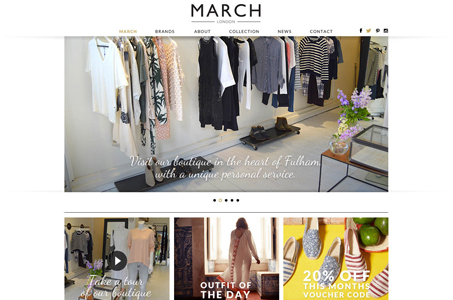 MARCH
LONDON
MARCH BRANDS ABOUT COLLECTION NEWS CONTACT
Visit our boutique in the heart of Fulham
with a unique personal service.
Take a tour
of our boutique
OUTFIT OF
THE DAY
20% OFF
THIS MONTHS
VOUCHER CODE